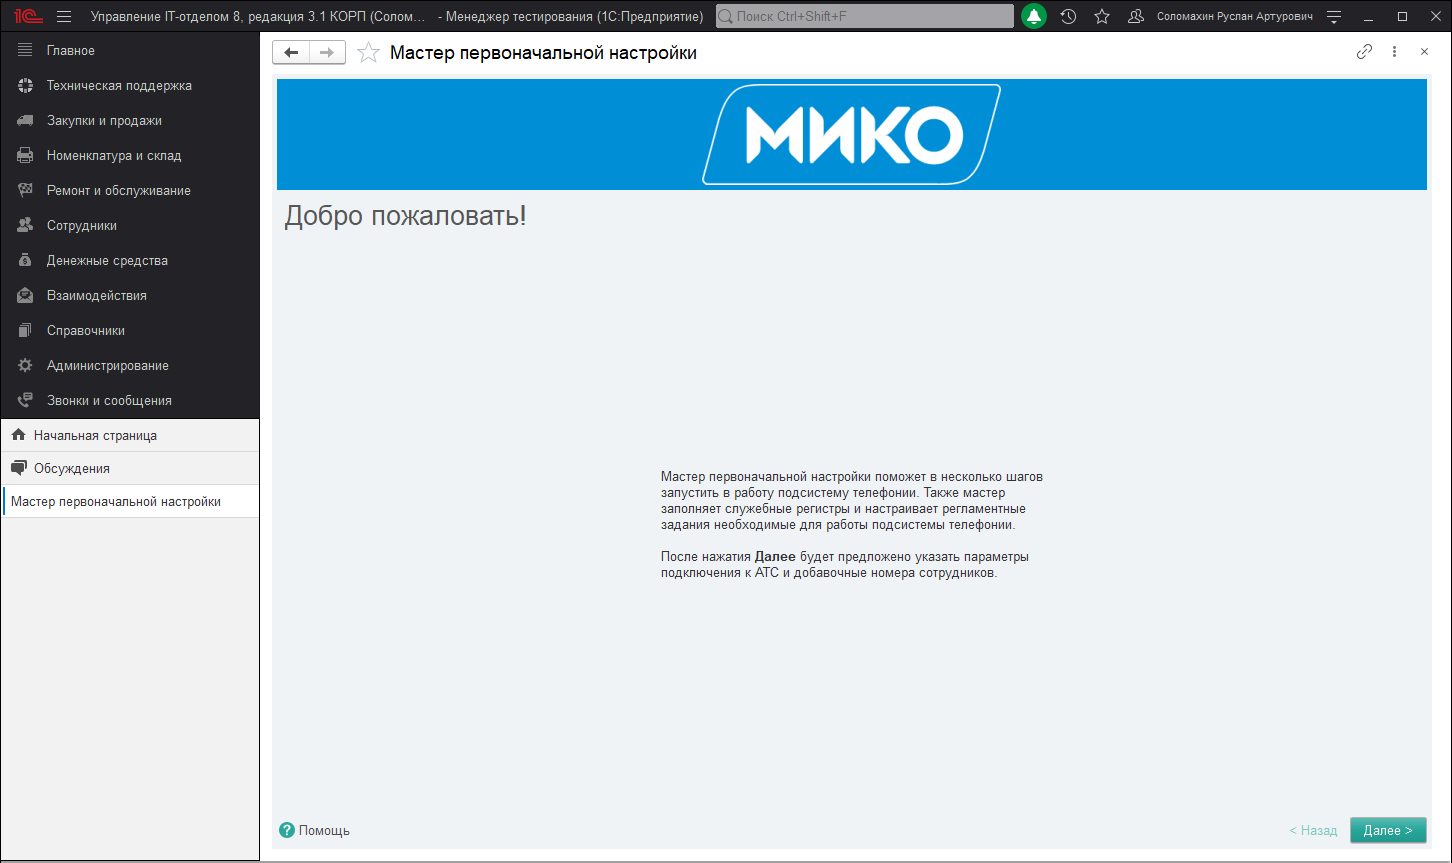 1С Управление IT-отделом 8, редакция 3.1 КОРП (Солом... - Менеджер тестирования (1С:Предприятие) Поиск Ctrl+Shift+F Соломахин Руслан Артурович
Главное
Техническая поддержка
Закупки и продажи
Номенклатура и склад
Ремонт и обслуживание
Сотрудники
Денежные средства
Взаимодействия
Справочники
Администрирование
Звонки и сообщения
Начальная страница
Обсуждения
Мастер первоначальной настройки
Мастер первоначальной настройки
МИКО
Добро пожаловать!
Мастер первоначальной настройки поможет в несколько шагов
запустить в работу подсистему телефонии. Также мастер
заполняет служебные регистры и настраивает регламентные
задания необходимые для работы подсистемы телефонии.
После нажатия Далее будет предложено указать параметры
подключения к АТС и добавочные номера сотрудников.
? Помощь
< Назад Далее >